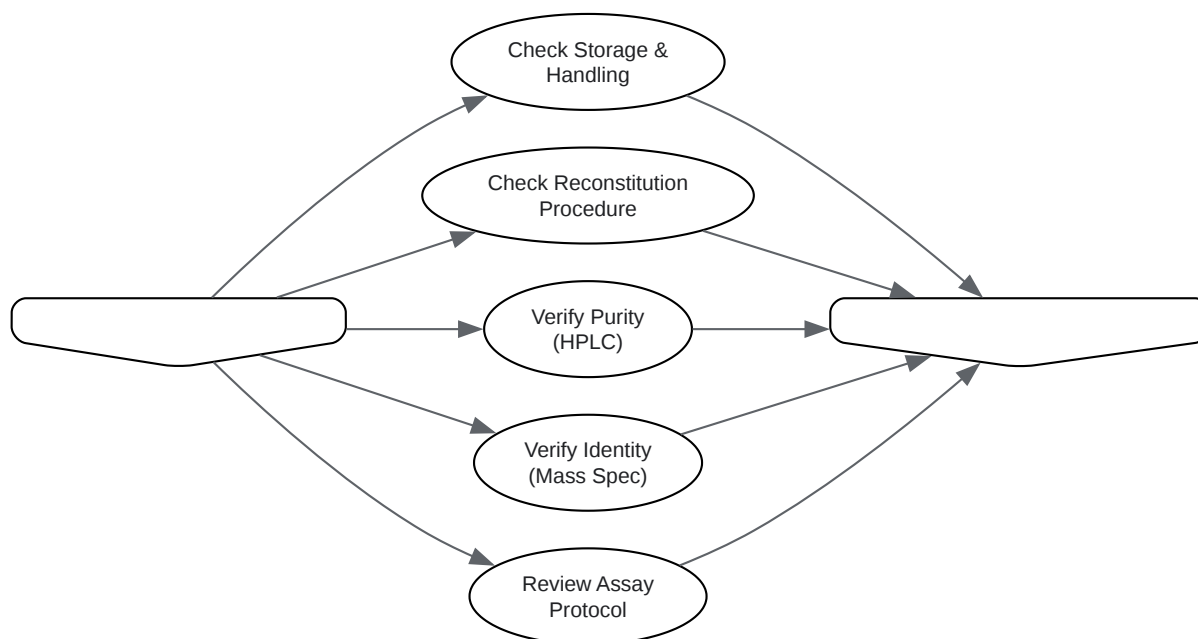 Check Storage &
Handling
Check Reconstitution
Procedure
Verify Purity
(HPLC)
Verify Identity
(Mass Spec)
Review Assay
Protocol